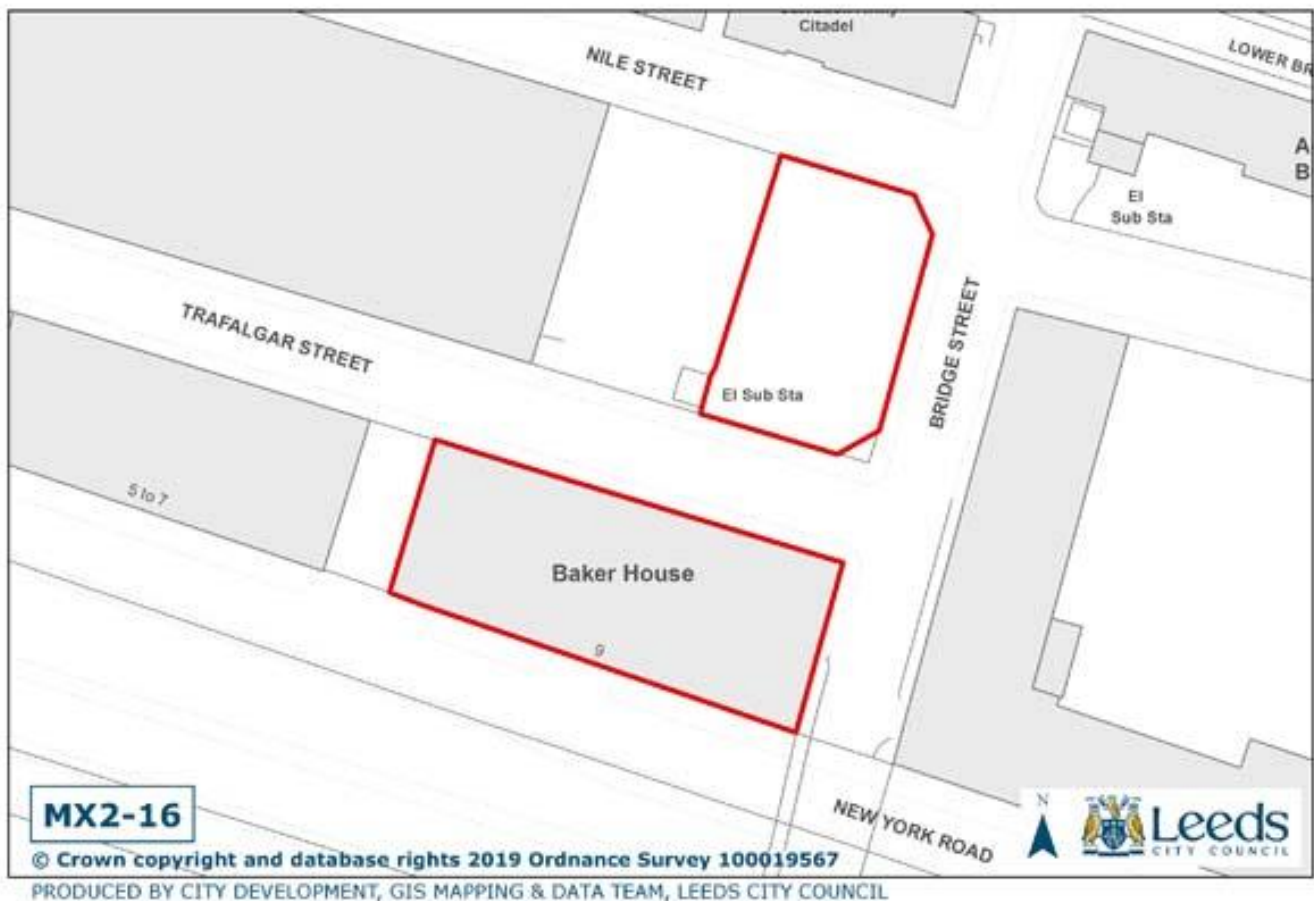 Citadel
NILE STREET
LOWER BR
A
B
El
Sub Sta
TRAFALGAR STREET
BRIDGE STREET
El Sub Sta
5 to 7
Baker House
9
MX2-16
NEW YORK ROAD
N
Leeds
CITY COUNCIL
© Crown copyright and database rights 2019 Ordnance Survey 100019567
PRODUCED BY CITY DEVELOPMENT, GIS MAPPING & DATA TEAM, LEEDS CITY COUNCIL